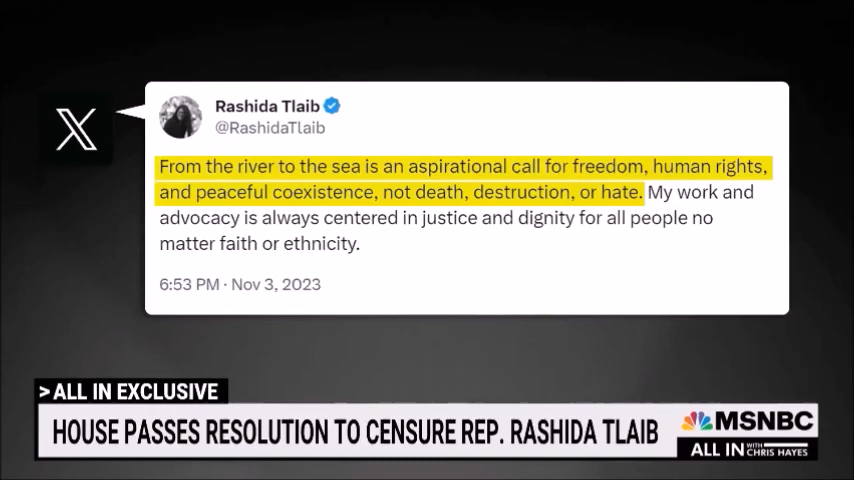 X
Rashida Tlaib
@RashidaTlaib
From the river to the sea is an aspirational call for freedom, human rights,
and peaceful coexistence, not death, destruction, or hate. My work and
advocacy is always centered in justice and dignity for all people no
matter faith or ethnicity.
6:53 PM · Nov 3, 2023
> ALL IN EXCLUSIVE
HOUSE PASSES RESOLUTION TO CENSURE REP. RASHIDA TLAIB
MSNBC
ALL IN WITH CHRIS HAYES